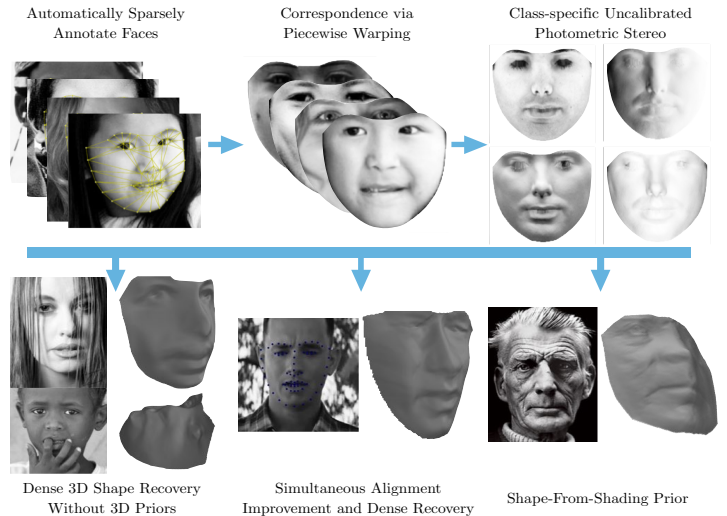 Automatically Sparsely
Annotate Faces
Correspondence via
Piecewise Warping
Class-specific Uncalibrated
Photometric Stereo
Dense 3D Shape Recovery
Without 3D Priors
Simultaneous Alignment
Improvement and Dense Recovery
Shape-From-Shading Prior